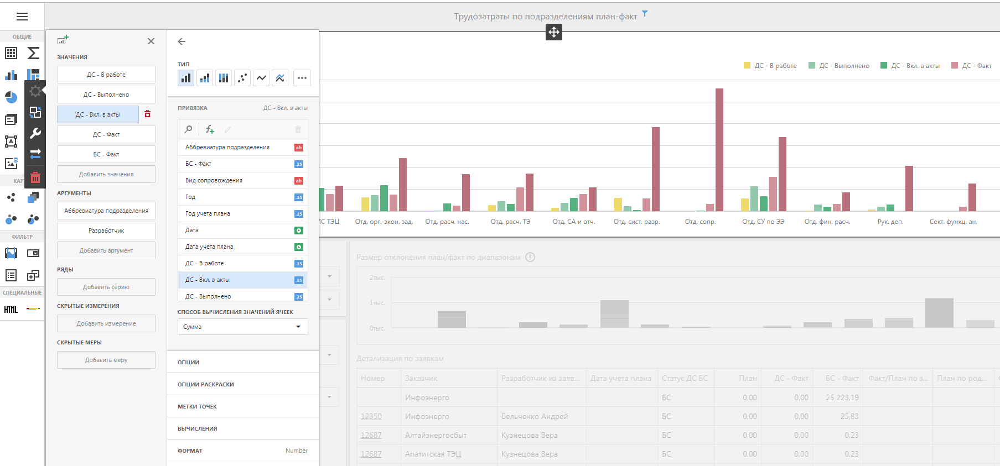 Трудозатраты по подразделениям план-факт
ОБЩИЕ
КАР
ФИЛЬТР
СПЕЦИАЛЬНЫЕ
HTML
ЗНАЧЕНИЯ
ДС - В работе
ДС - Выполнено
ДС - Вкл. в акты
ДС - Факт
БС - Факт
Добавить значения
АРГУМЕНТЫ
Аббревиатура подразделения
Разработчик
Добавить аргумент
РЯДЫ
Добавить серию
СКРЫТЫЕ ИЗМЕРЕНИЯ
Добавить измерение
СКРЫТЫЕ МЕРЫ
Добавить меру
ТИП
ПРИВЯЗКА ДС - Вкл. в акты
Аббревиатура подразделения ab
БС - Факт .25
Вид сопровождения ab
Год .25
Год учета плана .25
Дата
Дата учета плана
ДС - В работе .25
ДС - Вкл. в акты .25
ДС - Выполнено .25
СПОСОБ ВЫЧИСЛЕНИЯ ЗНАЧЕНИЙ ЯЧЕЕК
Сумма
ОПЦИИ
ОПЦИИ РАСКРАСКИ
МЕТКИ ТОЧЕК
ВЫЧИСЛЕНИЯ
ФОРМАТ Number
ДС - В работе ДС - Выполнено ДС - Вкл. в акты ДС - Факт
ИС ТЭЦ Отд. орг.-экон. зад. Отд. расч. нас. Отд. расч. ТЭ Отд. СА и отч. Отд. сист. разр. Отд. сопр. Отд. СУ по ЭЭ Отд. фин. расч. Рук. деп. Сект. функц. ан.
Размер отклонения план/факт по диапазонам
2тыс.
1тыс.
0тыс.
Детализация по заявкам
Номер Заказчик Разработчик из заяв... Дата учета плана Статус ДС БС План ДС - Факт БС - Факт Факт/План по з... План по род...
Инфоэнерго БС 0,00 0,00 25 223,19
12350 Инфоэнерго Бельченко Андрей БС 0,00 0,00 25,83
12687 Алтайэнергосбыт Кузнецова Вера БС 0,00 0,00 0,23
12687 Апатитская ТЭЦ Кузнецова Вера БС 0,00 0,00 0,23